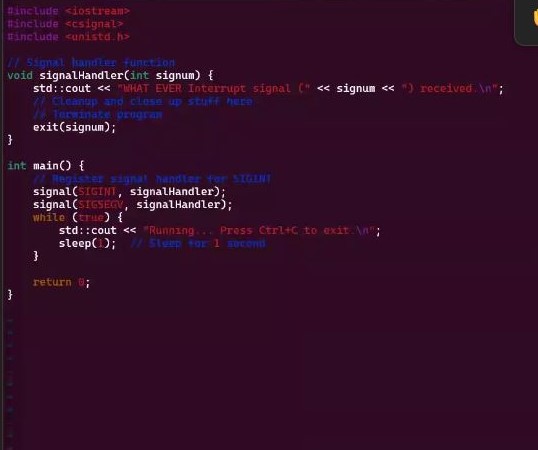 #include <iostream>
#include <csignal>
#include <unistd.h>

// Signal handler function
void signalHandler(int signum) {
    std::cout << "WHAT EVER Interrupt signal (" << signum << ") received.\n";
    // Cleanup and close up stuff here
    // Terminate program
    exit(signum);
}

int main() {
    // Register signal handler for SIGINT
    signal(SIGINT, signalHandler);
    signal(SIGSEGV, signalHandler);
    while (true) {
        std::cout << "Running... Press Ctrl+C to exit.\n";
        sleep(1);  // Sleep for 1 second
    }

    return 0;
}
~
~
~
~
~
~
~
~
~
~